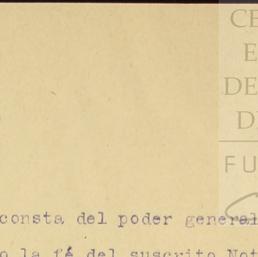 CE
E
DE
D
FU
consta del poder general
o la fé del suscrito Not